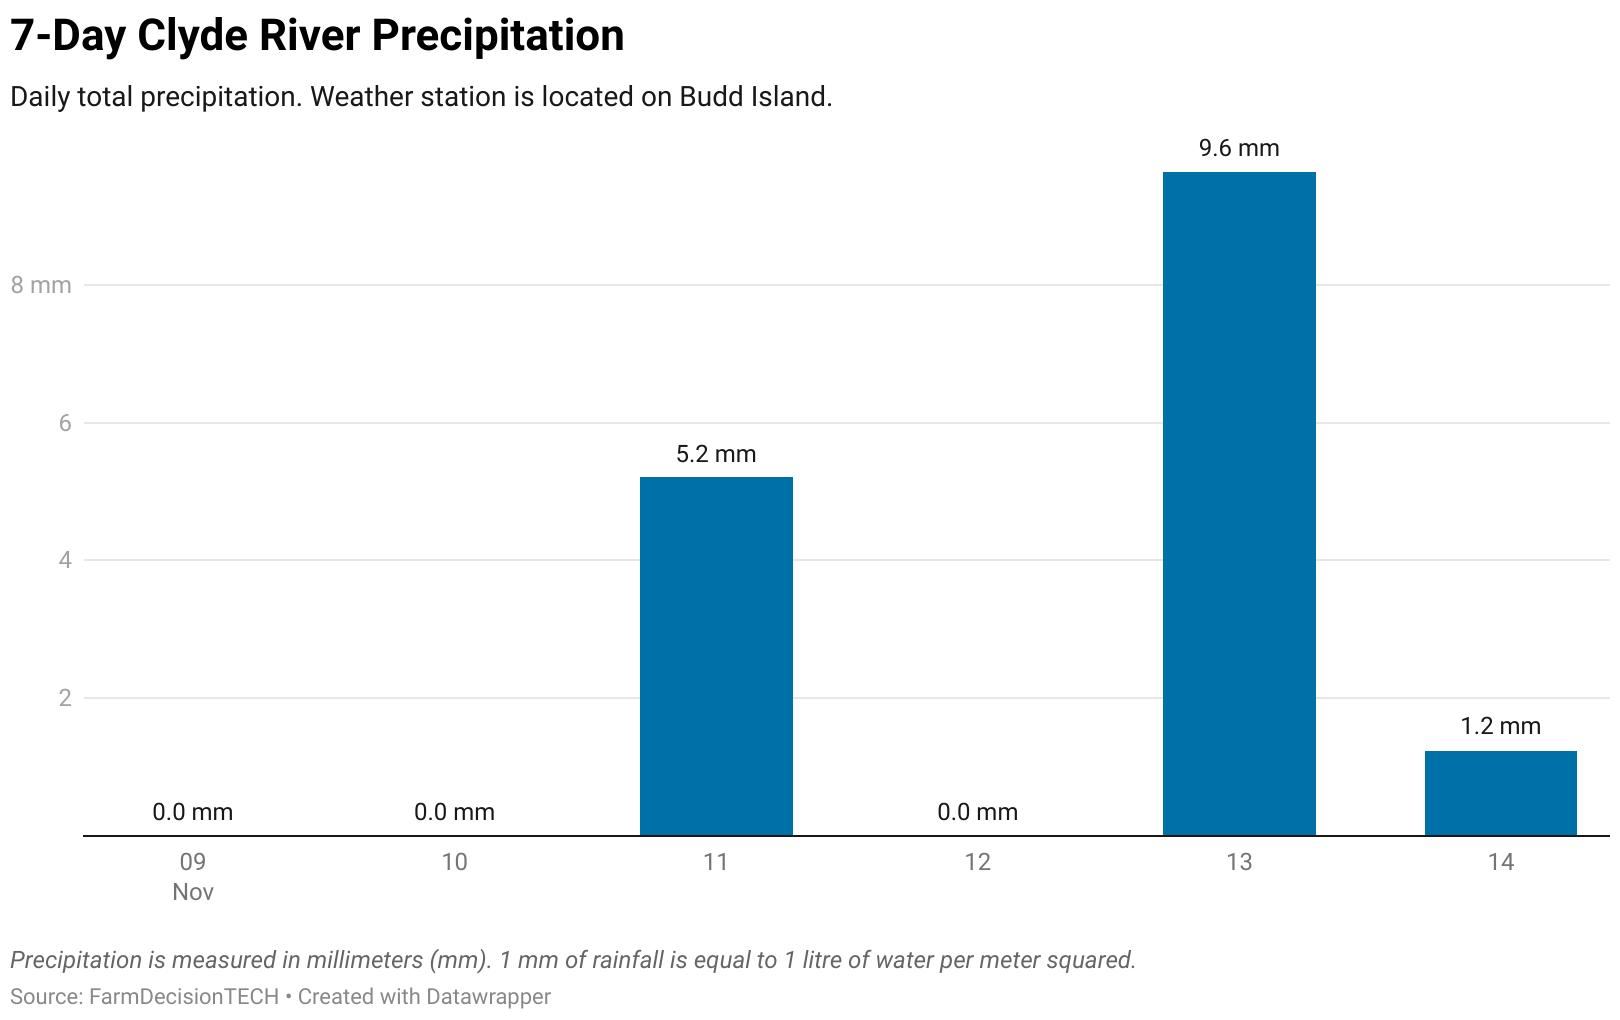 7-Day Clyde River Precipitation
Daily total precipitation. Weather station is located on Budd Island.
9.6 mm
8 mm
6
5.2 mm
4
2
1.2 mm
0.0 mm 0.0 mm 0.0 mm
09 10 11 12 13 14
Nov
Precipitation is measured in millimeters (mm). 1 mm of rainfall is equal to 1 litre of water per meter squared.
Source: FarmDecisionTECH • Created with Datawrapper